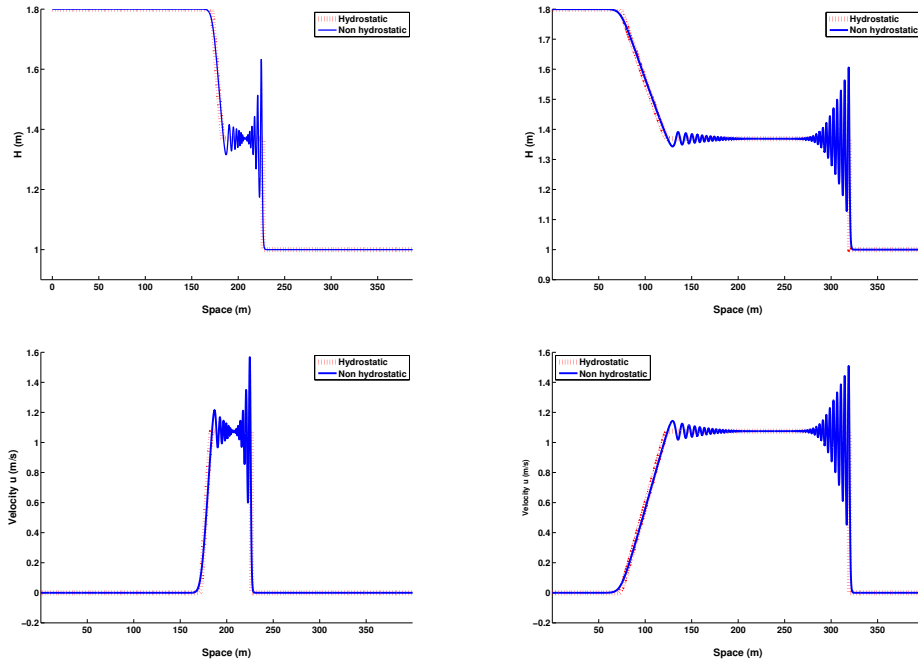 1.8
1.6
1.4
1.2
1
H (m)
0 50 100 150 200 250 300 350
Space (m)
Hydrostatic
Non hydrostatic
1.8
1.7
1.6
1.5
1.4
1.3
1.2
1.1
1
0.9
H (m)
50 100 150 200 250 300 350
Space (m)
Hydrostatic
Non hydrostatic
1.6
1.4
1.2
1
0.8
0.6
0.4
0.2
0
−0.2
Velocity u (m/s)
50 100 150 200 250 300 350
Space (m)
Hydrostatic
Non hydrostatic
1.6
1.4
1.2
1
0.8
0.6
0.4
0.2
0
−0.2
Velocity u (m/s)
50 100 150 200 250 300 350
Space (m)
Hydrostatic
Non hydrostatic